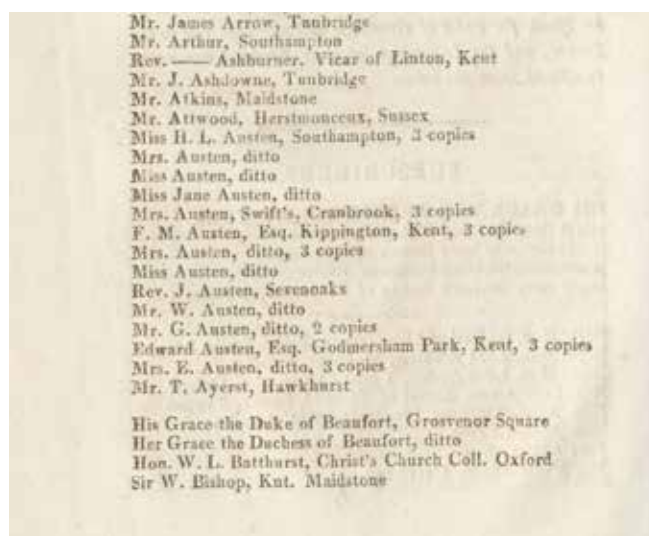 Mr. James Arrow, Tunbridge
Mr. Arthur, Southampton
Rev. —— Ashburner. Vicar of Linton, Kent
Mr. J. Ashdowne, Tunbridge
Mr. Atkins, Maidstone
Mr. Attwood, Herstmonceux, Sussex
Miss H. L. Austen, Southampton, 3 copies
Mrs. Austen, ditto
Miss Austen, ditto
Miss Jane Austen, ditto
Mrs. Austen, Swift's, Cranbrook, 3 copies
F. M. Austen, Esq. Kippington, Kent, 3 copies
Mrs. Austen, ditto, 3 copies
Miss Austen, ditto
Rev. J. Austen, Sevenoaks
Mr. W. Austen, ditto
Mr. G. Austen, ditto, 2 copies
Edward Austen, Esq. Godmersham Park, Kent, 3 copies
Mrs. E. Austen, ditto, 3 copies
Mr. T. Ayerst, Hawkhurst
His Grace the Duke of Beaufort, Grosvenor Square
Her Grace the Duchess of Beaufort, ditto
Hon. W. L. Batthurst, Christ's Church Coll. Oxford
Sir W. Bishop, Knt. Maidstone